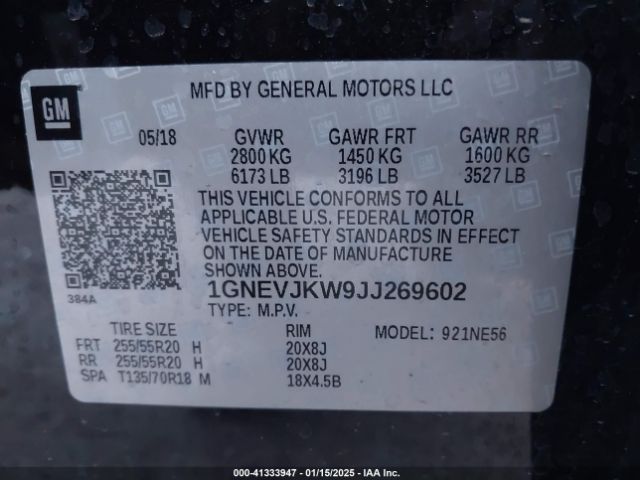 MFD BY GENERAL MOTORS LLC
GM
05/18 GVWR GAWR FRT GAWR RR
2800 KG 1450 KG 1600 KG
6173 LB 3196 LB 3527 LB
THIS VEHICLE CONFORMS TO ALL
APPLICABLE U.S. FEDERAL MOTOR
VEHICLE SAFETY STANDARDS IN EFFECT
ON THE DATE OF MANUFACTURE
SHOWN ABOVE.
384A
1GNEVJKW9JJ269602
TYPE: M.P.V.
TIRE SIZE RIM MODEL: 921NE56
FRT 255/55R20 H 20X8J
RR 255/55R20 H 20X8J
SPA T135/70R18 M 18X4.5B
000-41333947 - 01/15/2025 - IAA Inc.